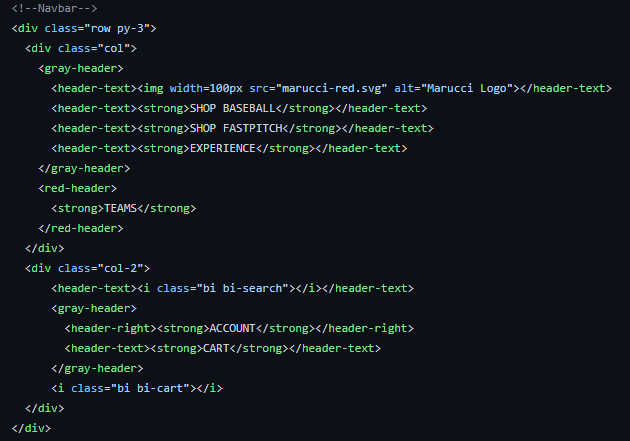 <!--Navbar-->
<div class="row py-3">
  <div class="col">
    <gray-header>
      <header-text><img width=100px src="marucci-red.svg" alt="Marucci Logo"></header-text>
      <header-text><strong>SHOP BASEBALL</strong></header-text>
      <header-text><strong>SHOP FASTPITCH</strong></header-text>
      <header-text><strong>EXPERIENCE</strong></header-text>
    </gray-header>
    <red-header>
      <strong>TEAMS</strong>
    </red-header>
  </div>
  <div class="col-2">
      <header-text><i class="bi bi-search"></i></header-text>
      <gray-header>
        <header-right><strong>ACCOUNT</strong></header-right>
        <header-text><strong>CART</strong></header-text>
      </gray-header>
      <i class="bi bi-cart"></i>
  </div>
</div>